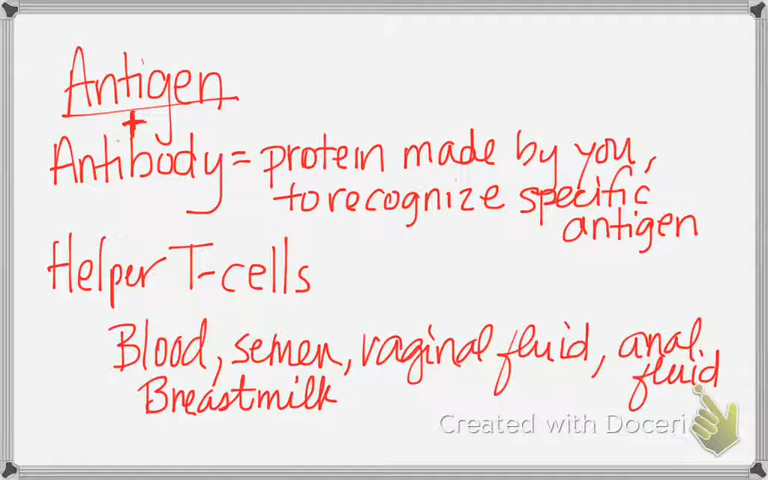 Antigen
+
Antibody = protein made by you,
to recognize specific
antigen
Helper T-cells
Blood, semen, vaginal fluid, anal
fluid
Breastmilk
Created with Doceri